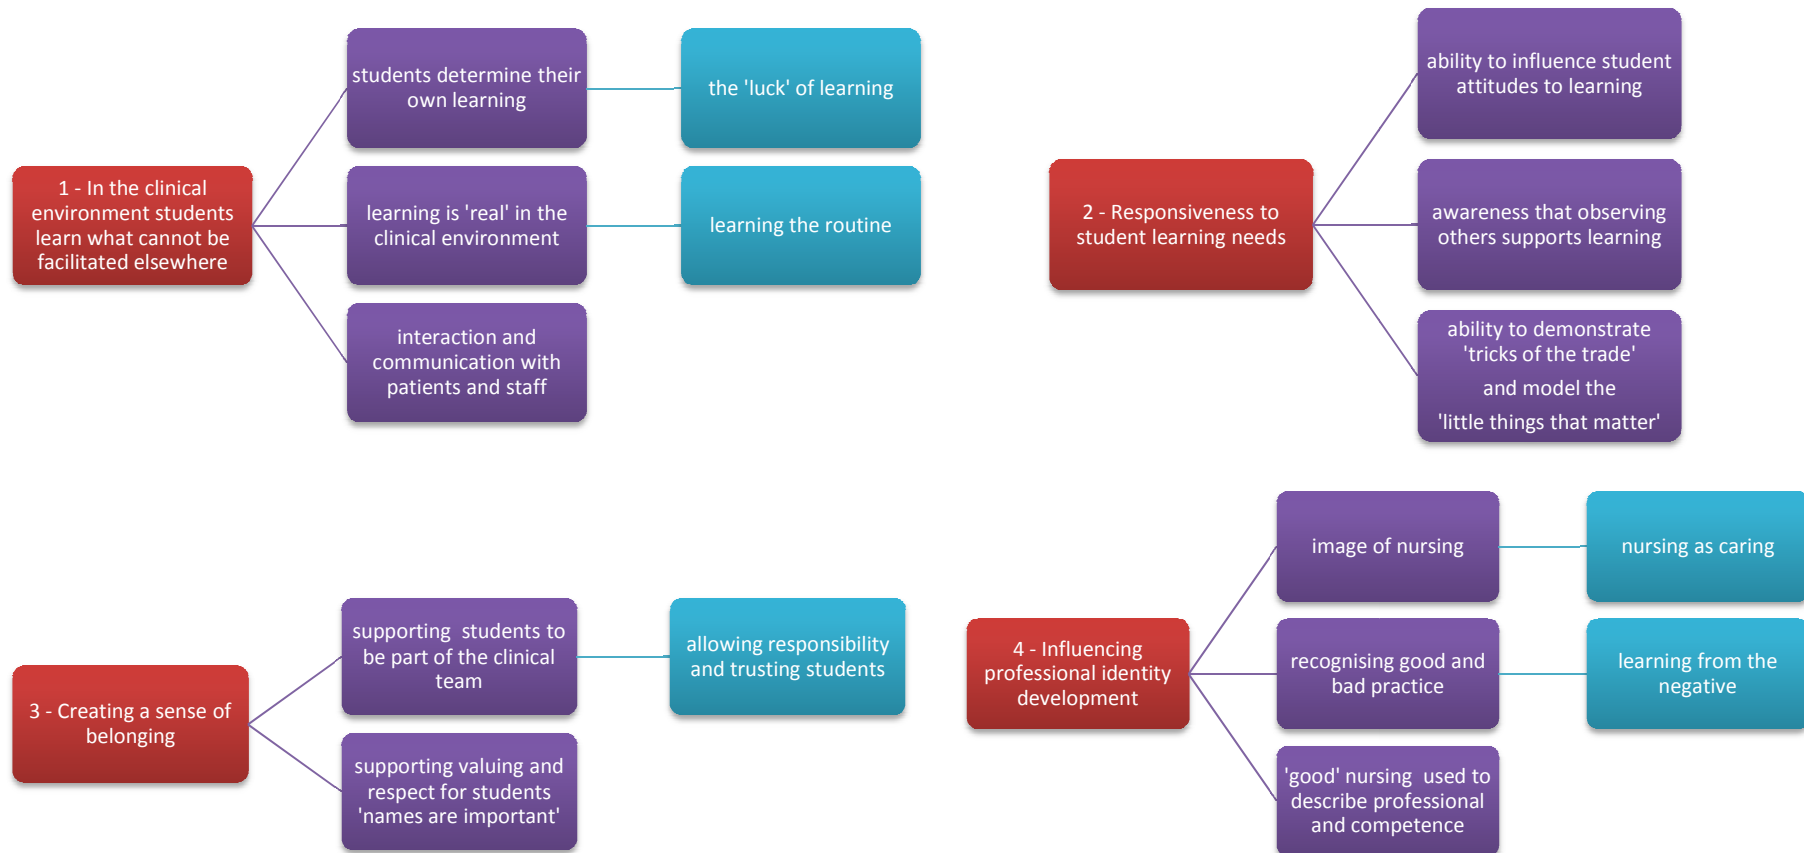 1 - In the clinical
environment students
learn what cannot be
facilitated elsewhere
students determine their
own learning
the 'luck' of learning
learning is 'real' in the
clinical environment
learning the routine
interaction and
communication with
patients and staff
2 - Responsiveness to
student learning needs
ability to influence student
attitudes to learning
awareness that observing
others supports learning
ability to demonstrate
'tricks of the trade'
and model the
'little things that matter'
3 - Creating a sense of
belonging
supporting  students to
be part of the clinical
team
allowing responsibility
and trusting students
supporting valuing and
respect for students
'names are important'
4 - Influencing
professional identity
development
image of nursing
nursing as caring
recognising good and
bad practice
learning from the
negative
'good' nursing  used to
describe professional
and competence